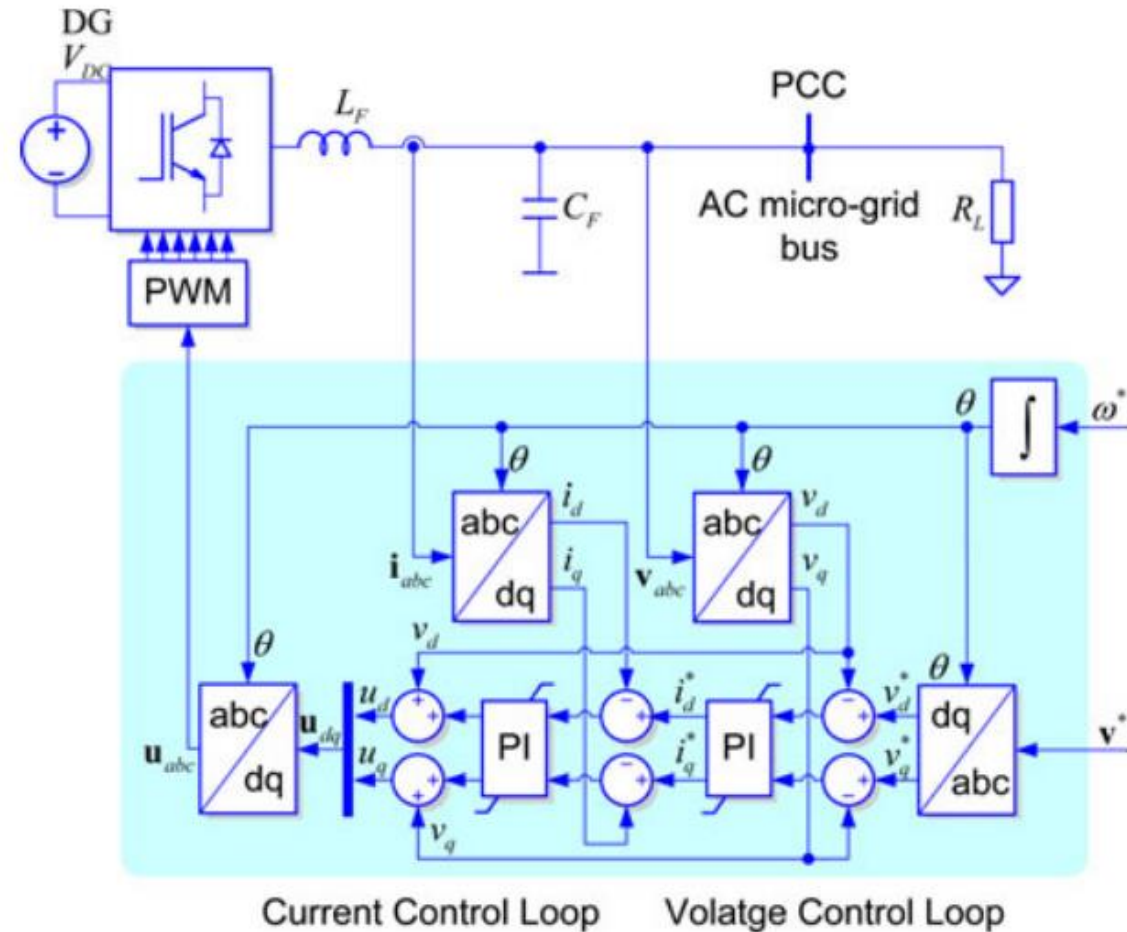 DG
V_DC
L_F
PCC
C_F
AC micro-grid
bus
R_L
PWM
θ
∫
ω*
θ
θ
i_d
v_d
abc
abc
i_q
v_q
i_abc
v_abc
dq
dq
θ
v_d
θ
abc
u_d
i_d*
v_d*
dq
u_dq
PI
PI
u_abc
u_q
i_q*
v_q*
v*
dq
abc
v_q
Current Control Loop
Volatge Control Loop